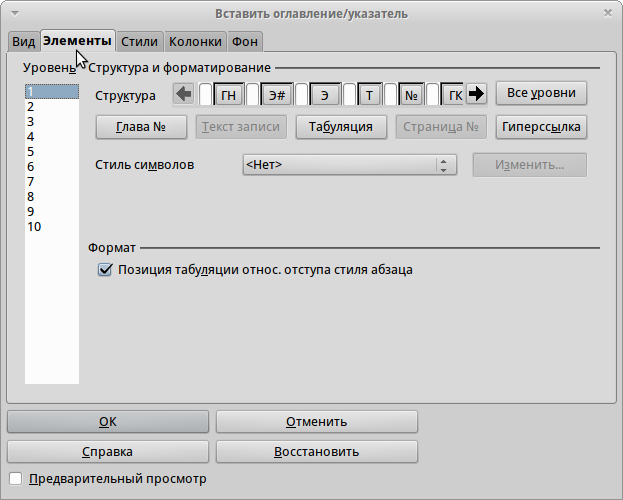 Вставить оглавление/указатель
Вид Элементы Стили Колонки Фон
Уровень Структура и форматирование
1
2
3
4
5
6
7
8
9
10
Структура ГН Э# Э Т № ГК Все уровни
Глава № Текст записи Табуляция Страница № Гиперссылка
Стиль символов <Нет> Изменить...
Формат
Позиция табуляции относ. отступа стиля абзаца
ОК Отменить
Справка Восстановить
Предварительный просмотр